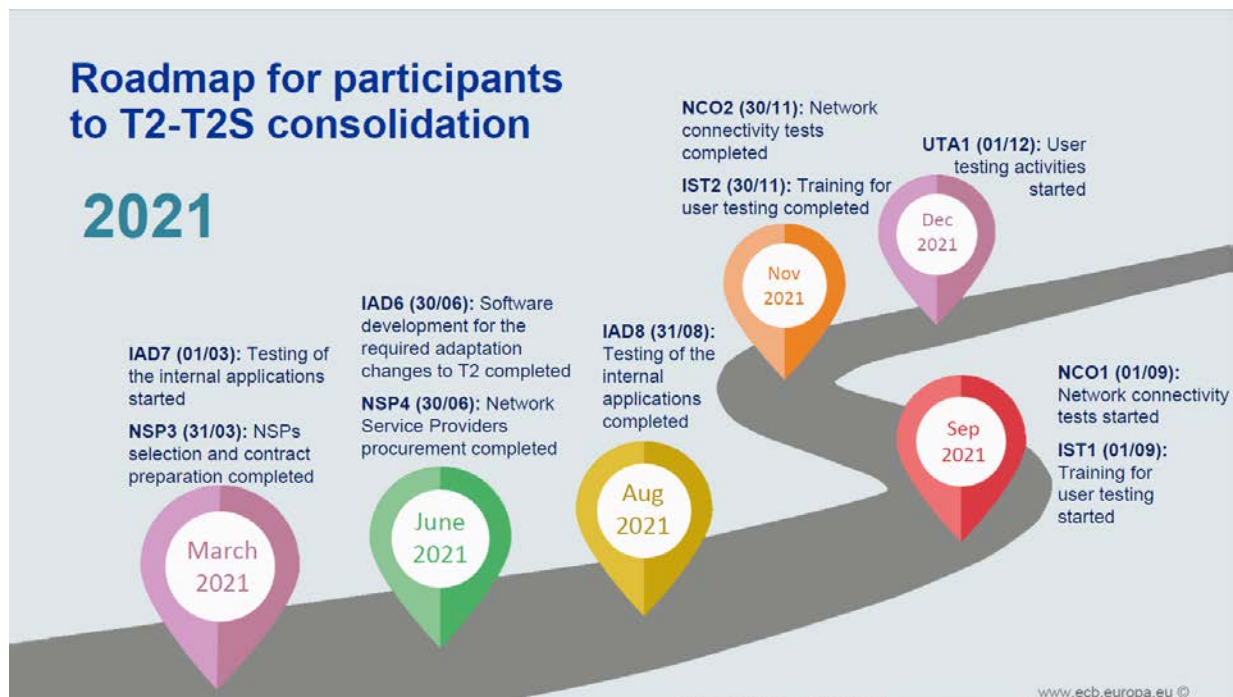 Roadmap for participants
to T2-T2S consolidation
2021
IAD7 (01/03): Testing of
the internal applications
started
NSP3 (31/03): NSPs
selection and contract
preparation completed
March
2021
IAD6 (30/06): Software
development for the
required adaptation
changes to T2 completed
NSP4 (30/06): Network
Service Providers
procurement completed
June
2021
IAD8 (31/08):
Testing of the
internal
applications
completed
Aug
2021
NCO1 (01/09):
Network connectivity
tests started
IST1 (01/09):
Training for
user testing
started
Sep
2021
NCO2 (30/11): Network
connectivity tests
completed
IST2 (30/11): Training for
user testing completed
Nov
2021
UTA1 (01/12): User
testing activities
started
Dec
2021
www.ecb.europa.eu ©